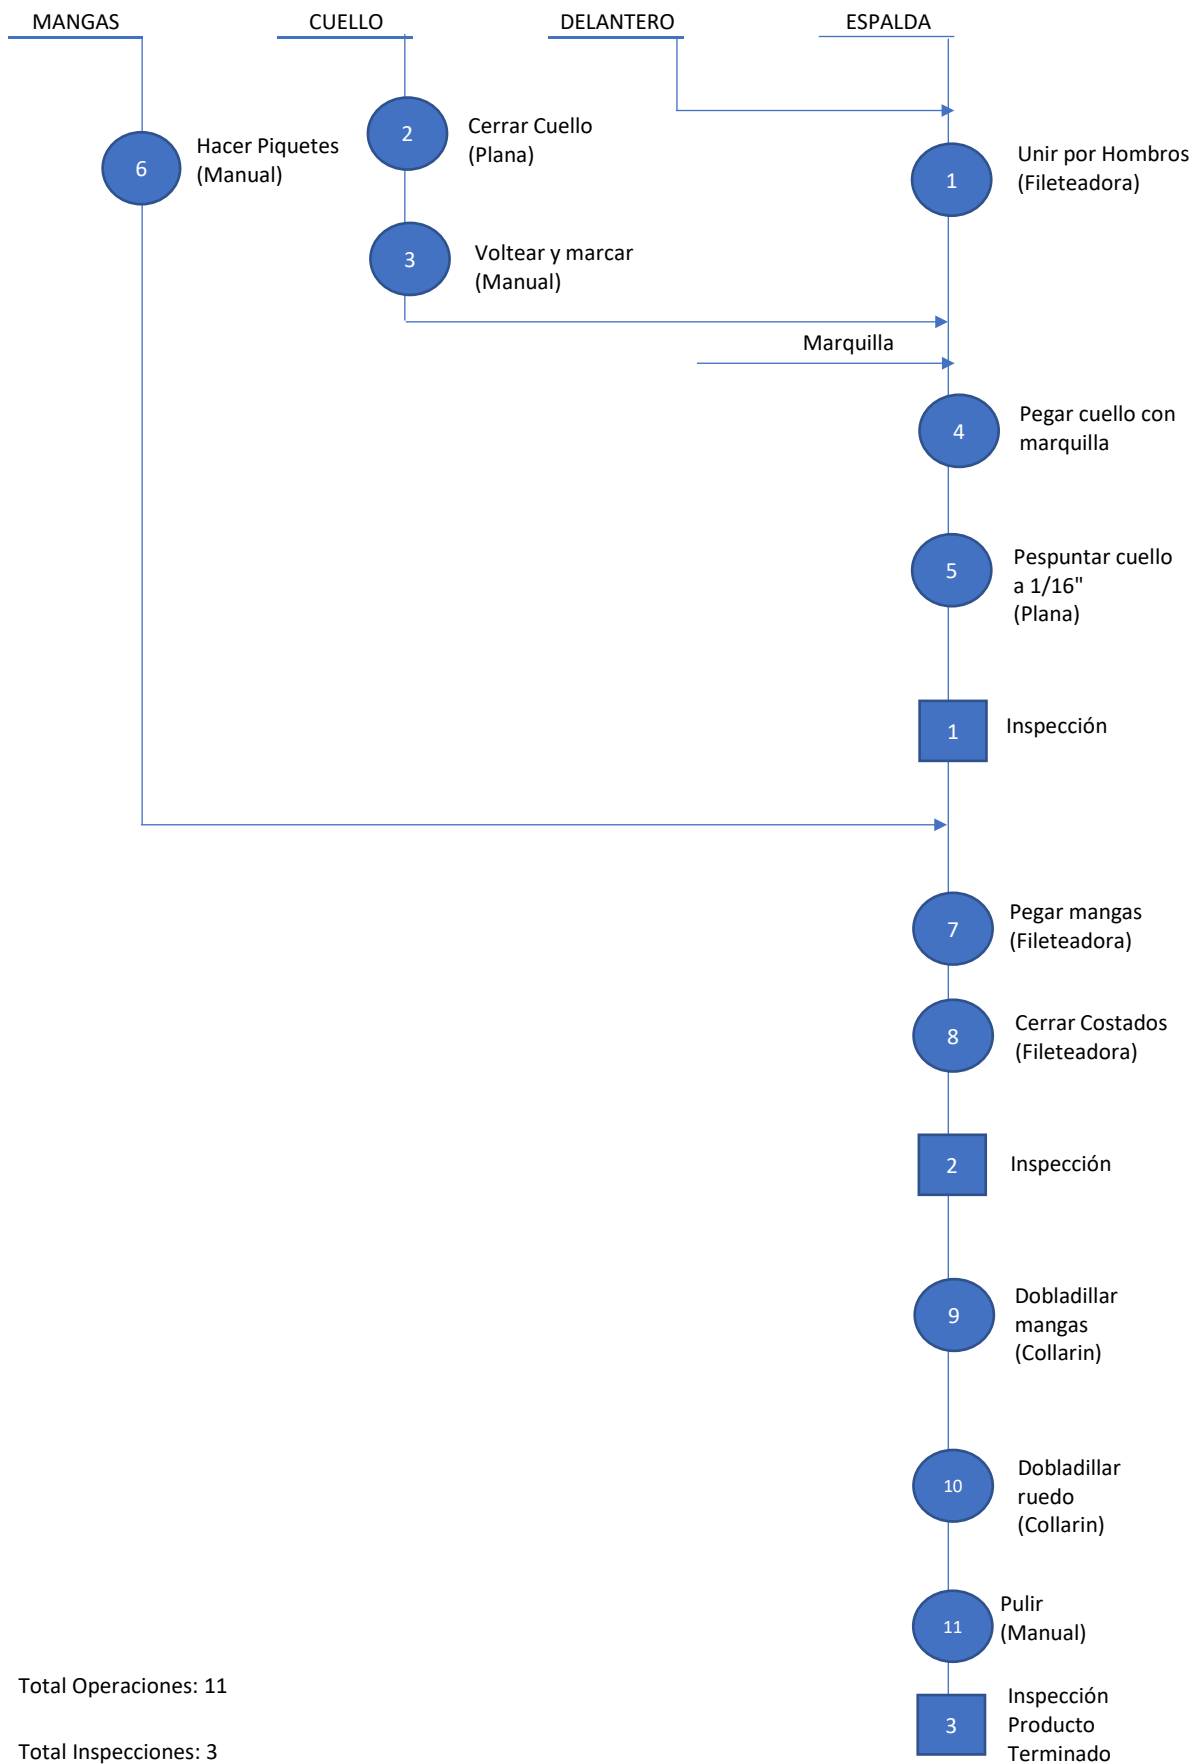 MANGAS
CUELLO
DELANTERO
ESPALDA
2
Cerrar Cuello
(Plana)
6
Hacer Piquetes
(Manual)
1
Unir por Hombros
(Fileteadora)
3
Voltear y marcar
(Manual)
Marquilla
4
Pegar cuello con
marquilla
5
Pespuntar cuello
a 1/16"
(Plana)
1
Inspección
7
Pegar mangas
(Fileteadora)
8
Cerrar Costados
(Fileteadora)
2
Inspección
9
Dobladillar
mangas
(Collarin)
10
Dobladillar
ruedo
(Collarin)
11
Pulir
(Manual)
3
Inspección
Producto
Terminado
Total Operaciones: 11
Total Inspecciones: 3